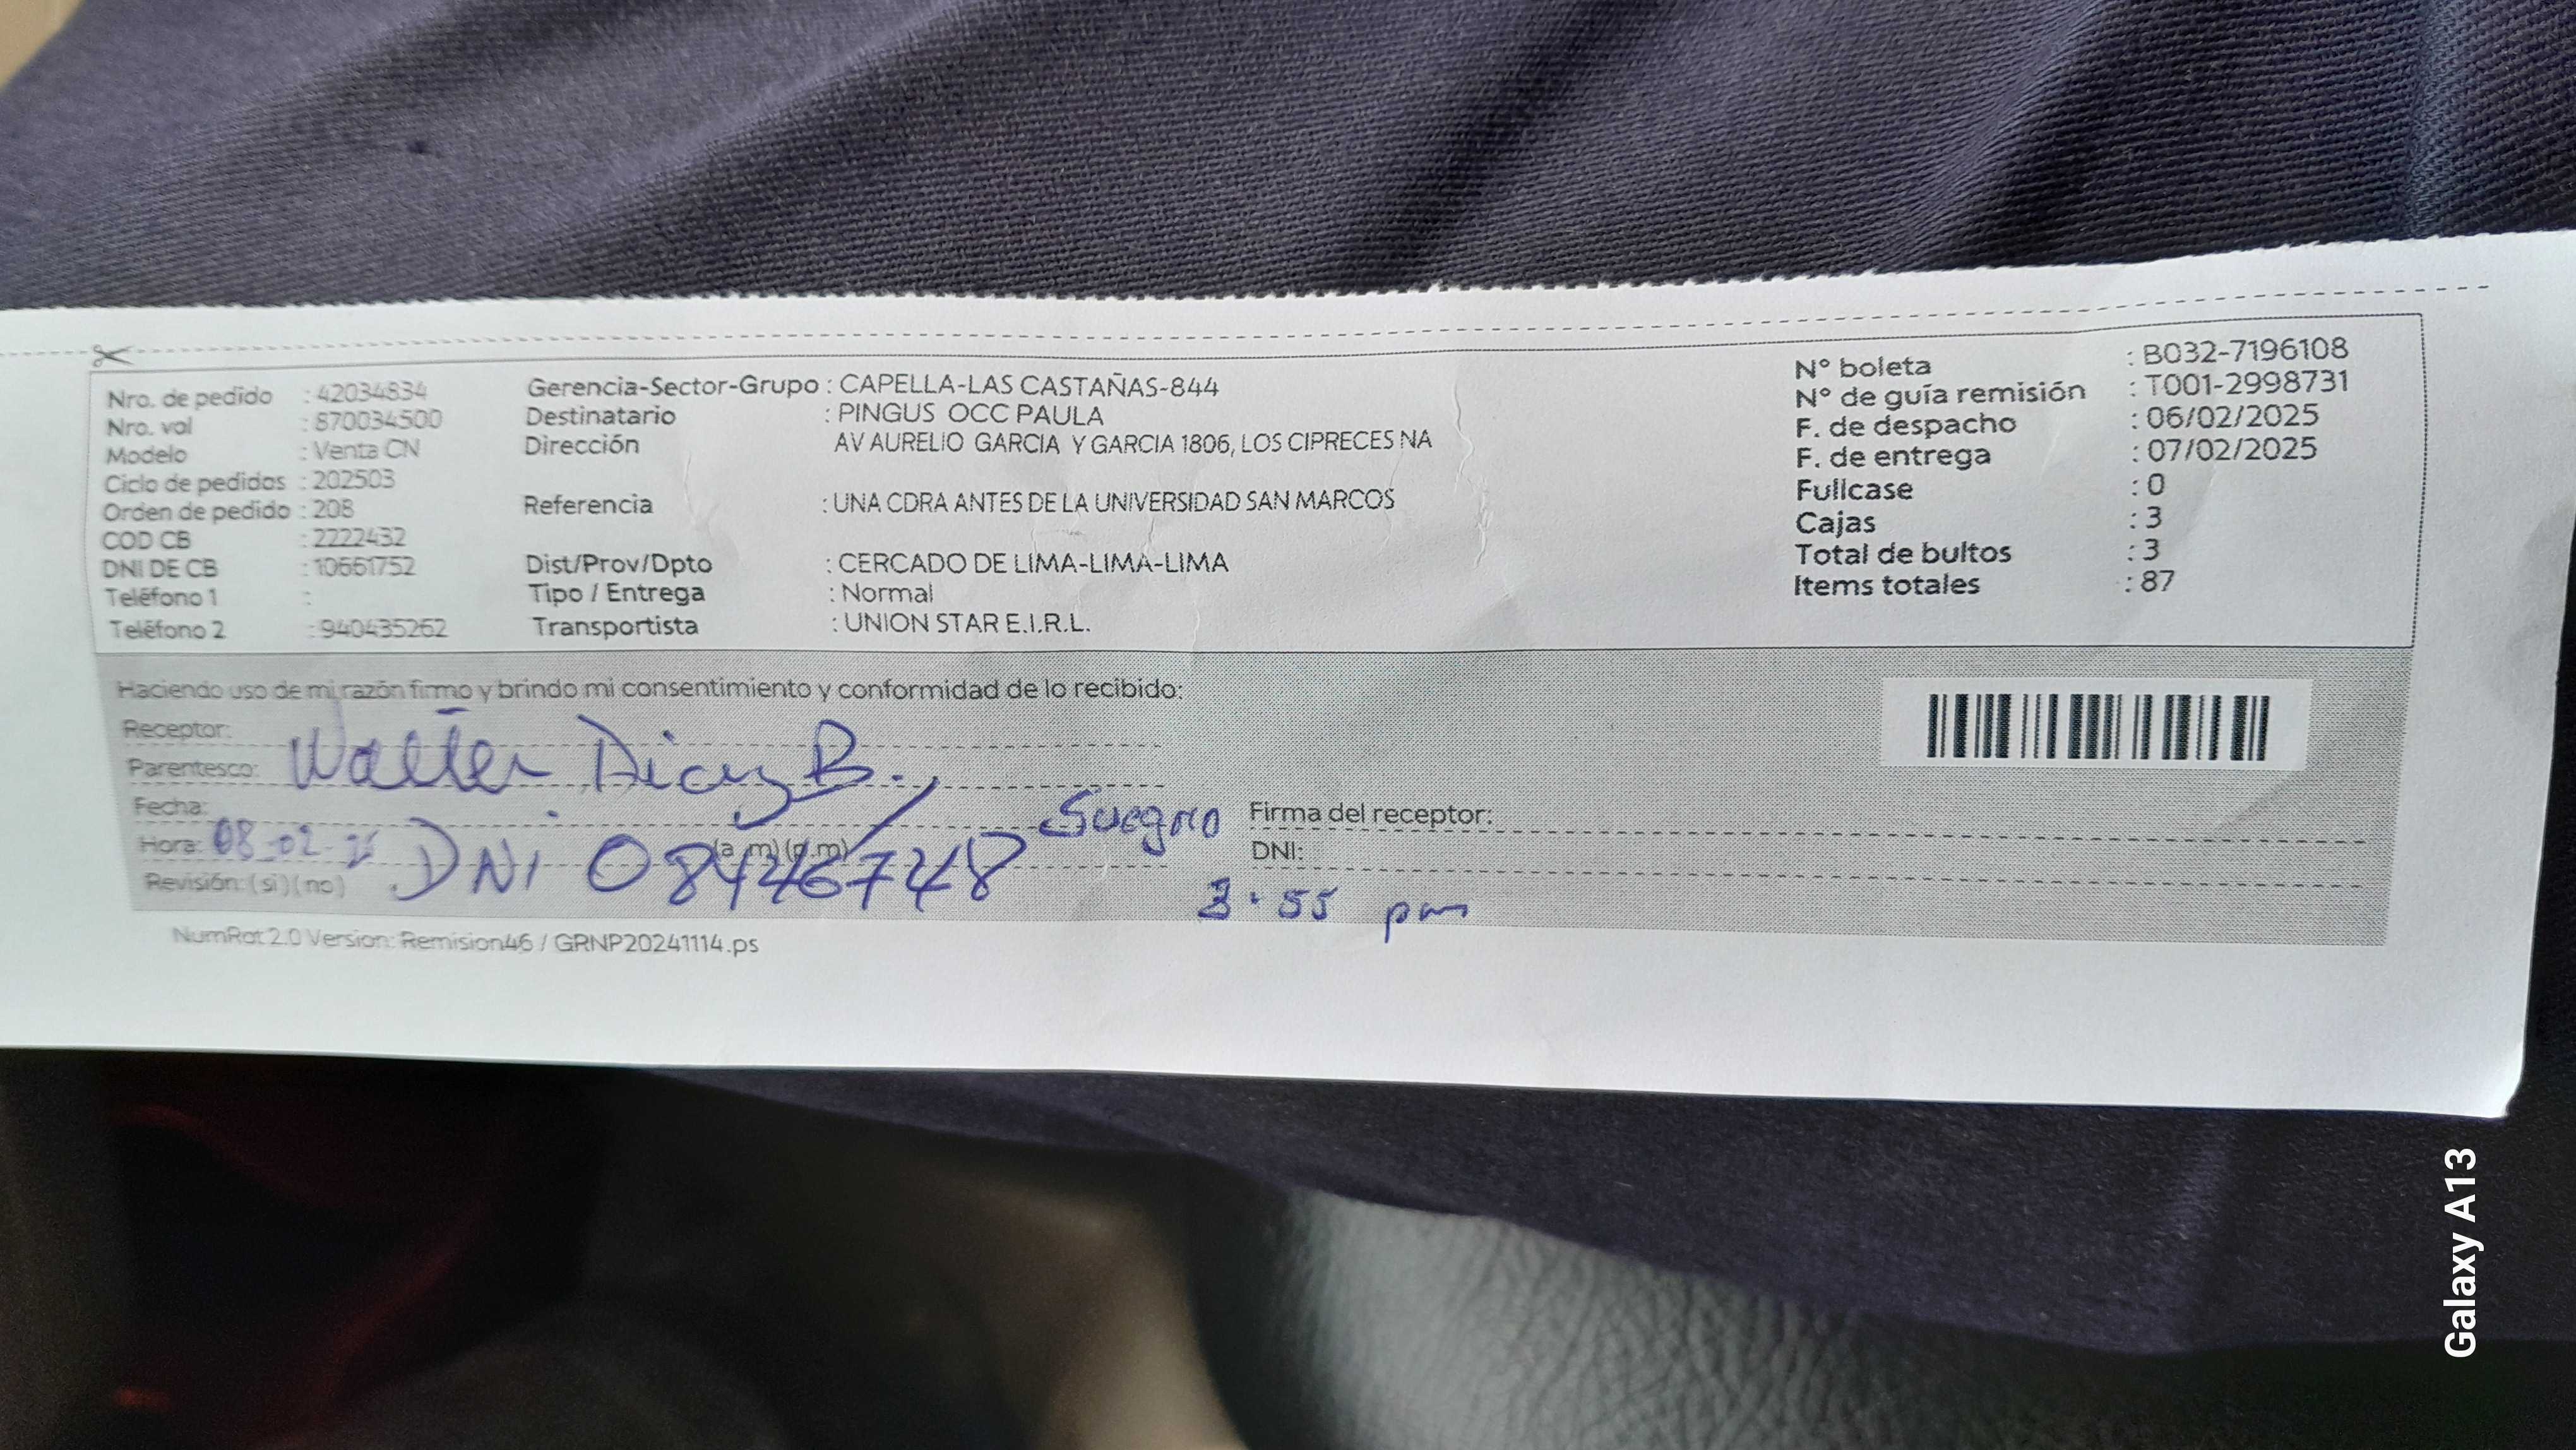 Nro. de pedido : 42034834
Nro. val : 870034500
Modelo : Venta CN
Ciclo de pedidos : 202503
Orden de pedido : 208
COD CB : 2222432
DNI DE CB : 10661752
Teléfono 1 :
Teléfono 2 : 940435262
Gerencia-Sector-Grupo : CAPELLA-LAS CASTAÑAS-844
Destinatario : PINGUS OCC PAULA
Dirección AV AURELIO GARCIA Y GARCIA 1806, LOS CIPRECES NA
Referencia : UNA CDRA ANTES DE LA UNIVERSIDAD SAN MARCOS
Dist/Prov/Dpto : CERCADO DE LIMA-LIMA-LIMA
Tipo / Entrega : Normal
Transportista : UNION STAR E.I.R.L.
N° boleta : B032-7196108
N° de guía remisión : T001-2998731
F. de despacho : 06/02/2025
F. de entrega : 07/02/2025
Fullcase : 0
Cajas : 3
Total de bultos : 3
Items totales : 87
Haciendo uso de mi razón firmo y brindo mi consentimiento y conformidad de lo recibido:
Receptor:
Parentesco: Walter Diaz B.
Fecha: Suegro
Hora: 08-02- (a. m) (p. m)
Revisión: (si) (no) DNI 08426748
Firma del receptor:
DNI:
3:55 pm
NumRot 2.0 Version: Remision46 / GRNP20241114.ps
Galaxy A13